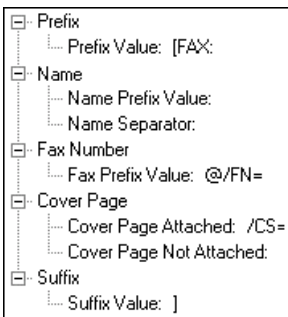 Prefix
Prefix Value: [FAX:
Name
Name Prefix Value:
Name Separator:
Fax Number
Fax Prefix Value: @/FN=
Cover Page
Cover Page Attached: /CS=
Cover Page Not Attached:
Suffix
Suffix Value: ]